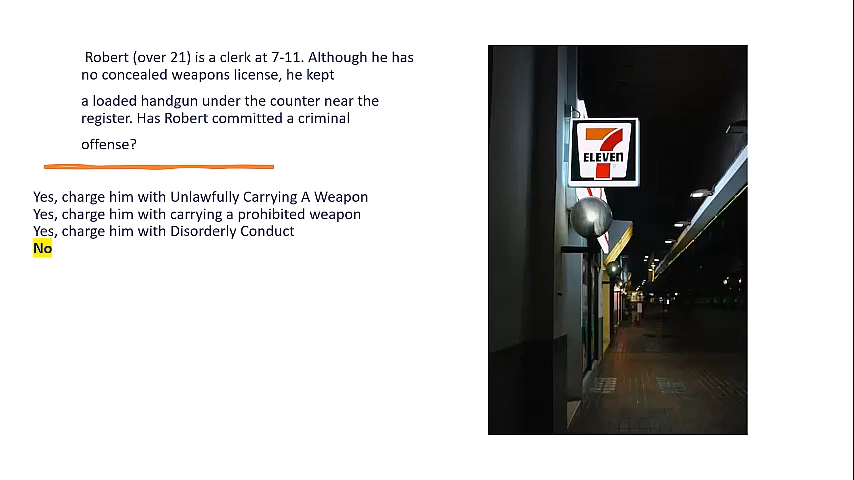 Robert (over 21) is a clerk at 7-11. Although he has
no concealed weapons license, he kept
a loaded handgun under the counter near the
register. Has Robert committed a criminal
offense?
Yes, charge him with Unlawfully Carrying A Weapon
Yes, charge him with carrying a prohibited weapon
Yes, charge him with Disorderly Conduct
No
7
ELEVEN